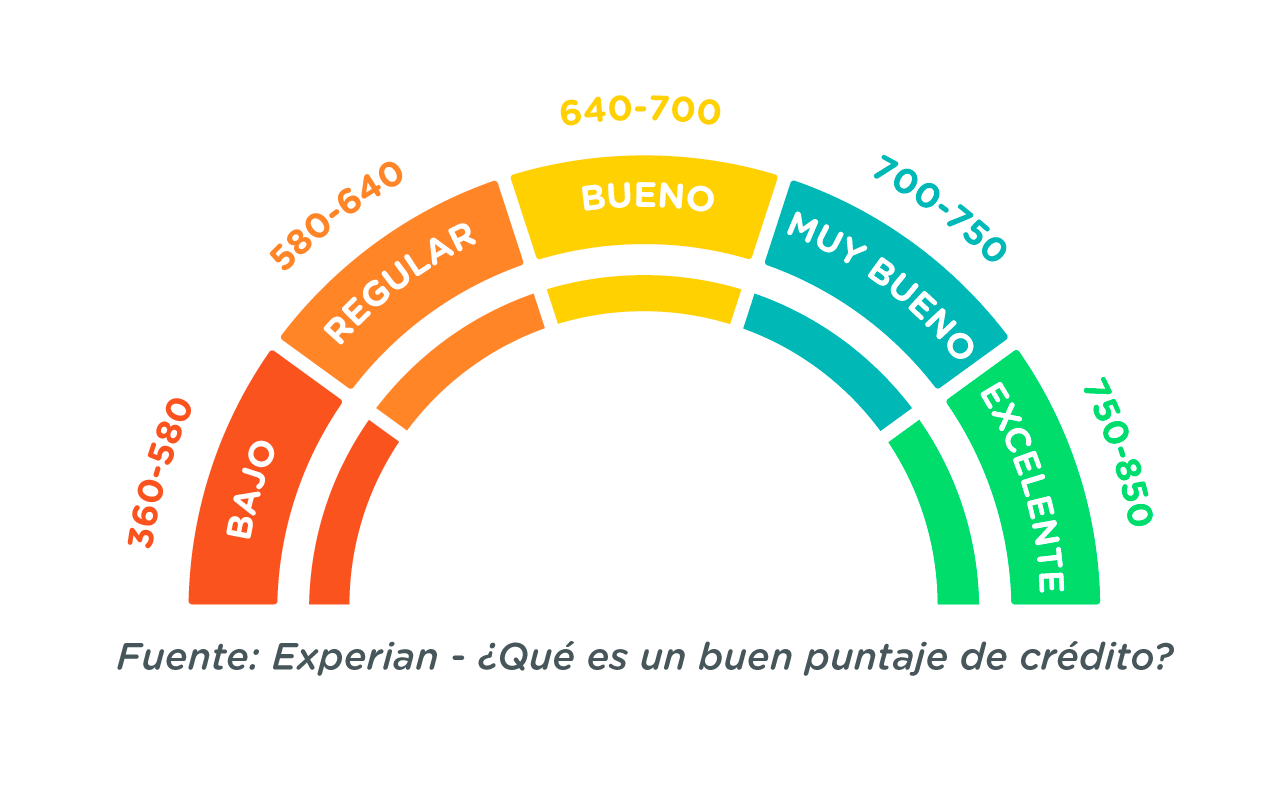 360-580
BAJO
580-640
REGULAR
640-700
BUENO
700-750
MUY BUENO
750-850
EXCELENTE
Fuente: Experian - ¿Qué es un buen puntaje de crédito?